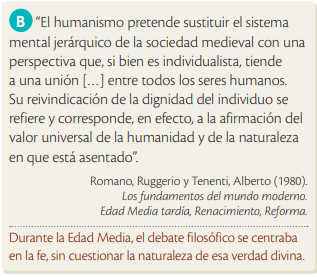 B “El humanismo pretende sustituir el sistema
mental jerárquico de la sociedad medieval con una
perspectiva que, si bien es individualista, tiende
a una unión [...] entre todos los seres humanos.
Su reivindicación de la dignidad del individuo se
refiere y corresponde, en efecto, a la afirmación del
valor universal de la humanidad y de la naturaleza
en que está asentado”.
Romano, Ruggerio y Tenenti, Alberto (1980).
Los fundamentos del mundo moderno.
Edad Media tardía, Renacimiento, Reforma.
Durante la Edad Media, el debate filosófico se centraba
en la fe, sin cuestionar la naturaleza de esa verdad divina.